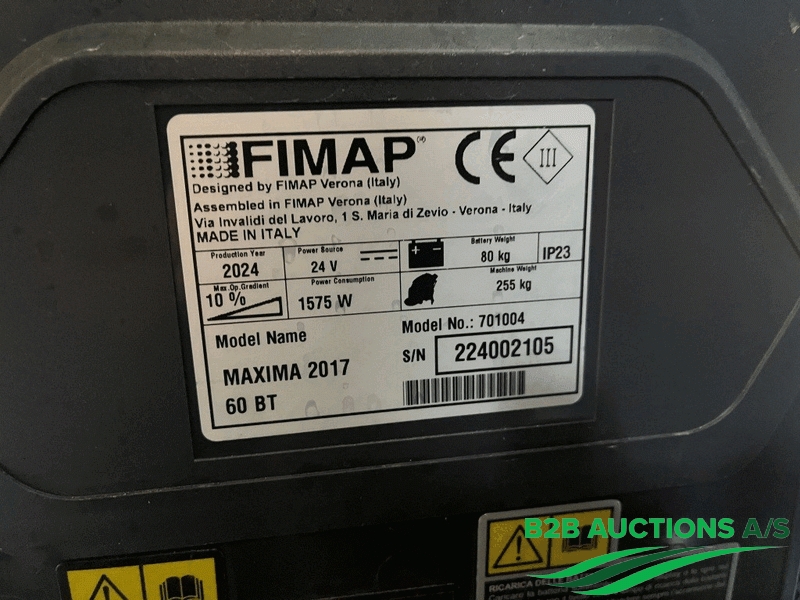 FIMAP
CE
III
Designed by FIMAP Verona (Italy)
Assembled in FIMAP Verona (Italy)
Via Invalidi del Lavoro, 1 S. Maria di Zevio - Verona - Italy
MADE IN ITALY
Production Year
2024
Power Source
24 V
Battery Weight
80 kg
IP23
Max.Op.Gradient
10 %
Power Consumption
1575 W
Machine Weight
255 kg
Model Name
MAXIMA 2017
60 BT
Model No.: 701004
S/N 224002105
B2B AUCTIONS A/S
RICARICA DELLE